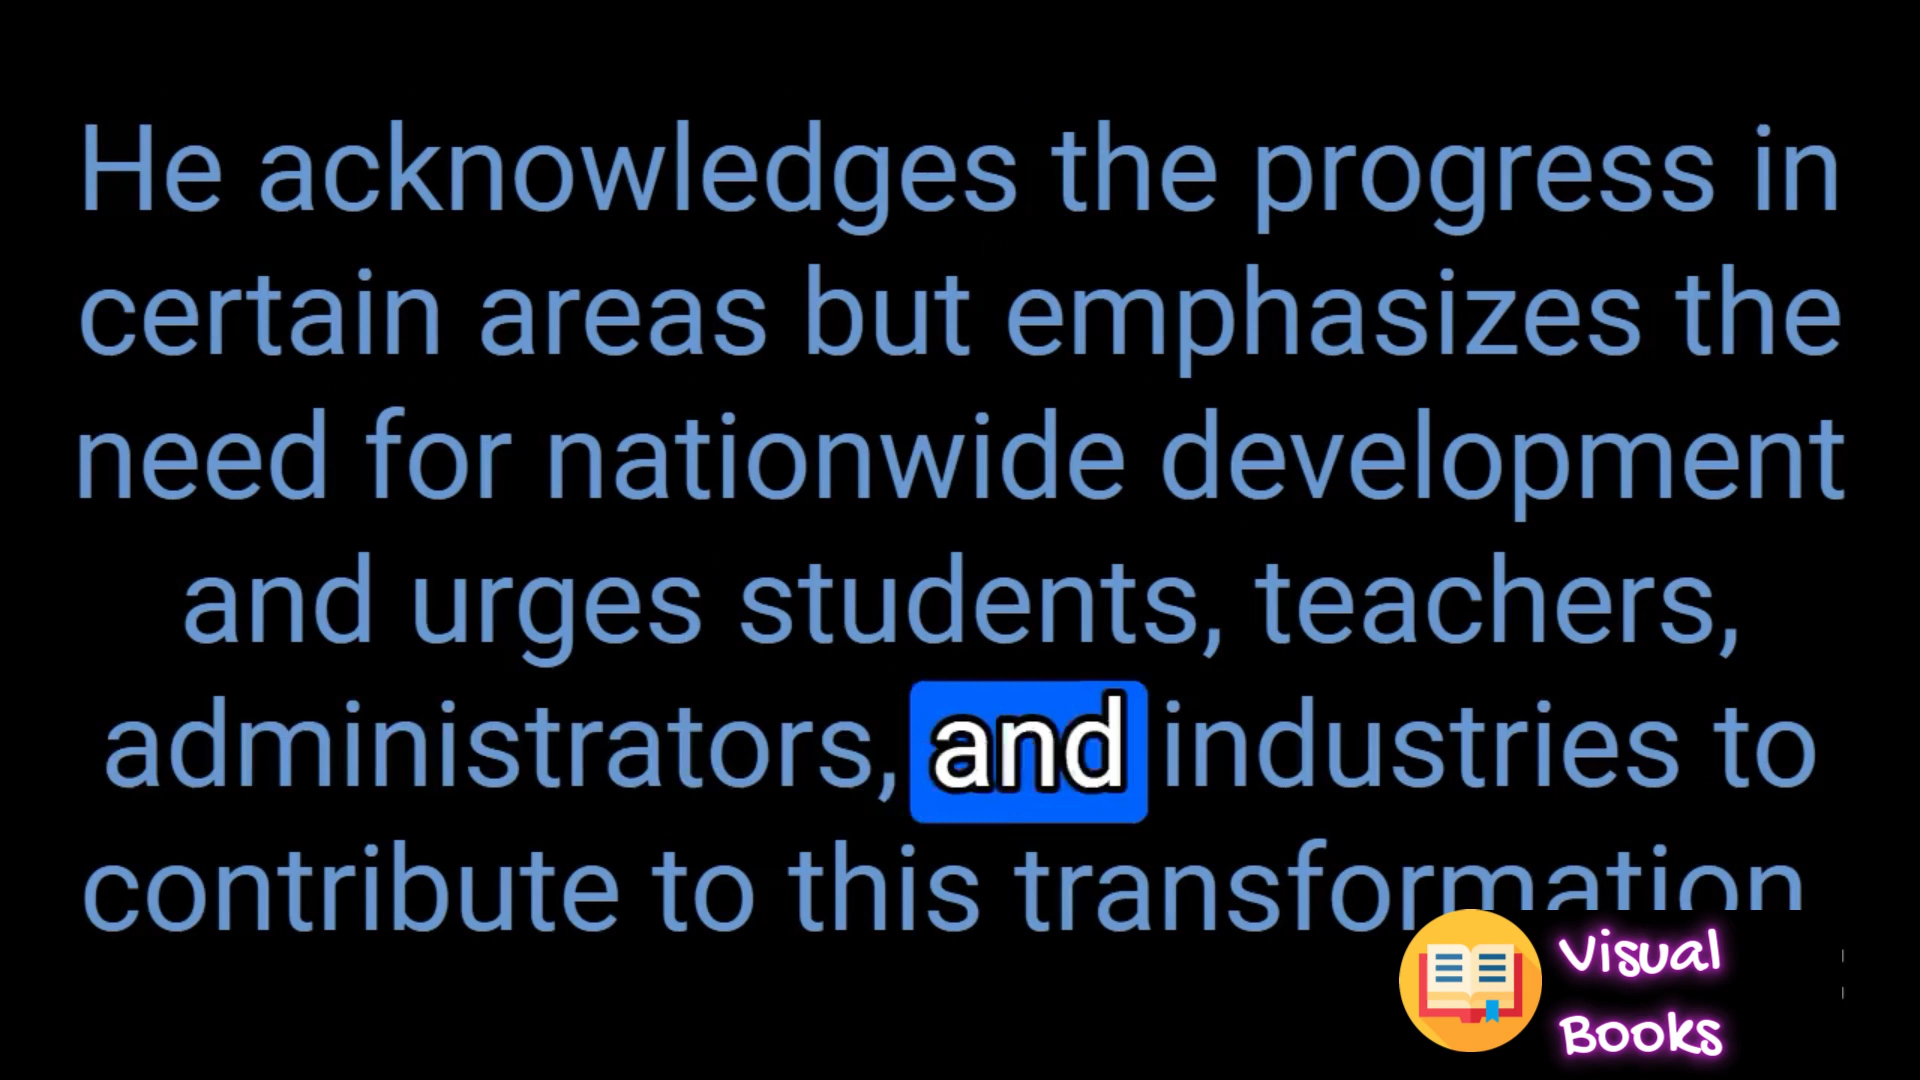 He acknowledges the progress in
certain areas but emphasizes the
need for nationwide development
and urges students, teachers,
administrators, and industries to
contribute to this transformation
Visual
Books